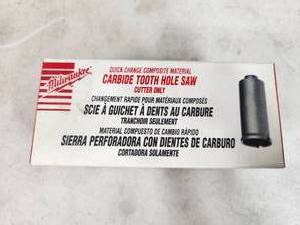 Milwaukee
QUICK CHANGE COMPOSITE MATERIAL
CARBIDE TOOTH HOLE SAW
CUTTER ONLY
CHANGEMENT RAPIDE POUR MATÉRIAUX COMPOSÉS
SCIE À GUICHET À DENTS AU CARBURE
TRANCHOIR SEULEMENT
MATERIAL COMPUESTO DE CAMBIO RÁPIDO
SIERRA PERFORADORA CON DIENTES DE CARBURO
CORTADORA SOLAMENTE